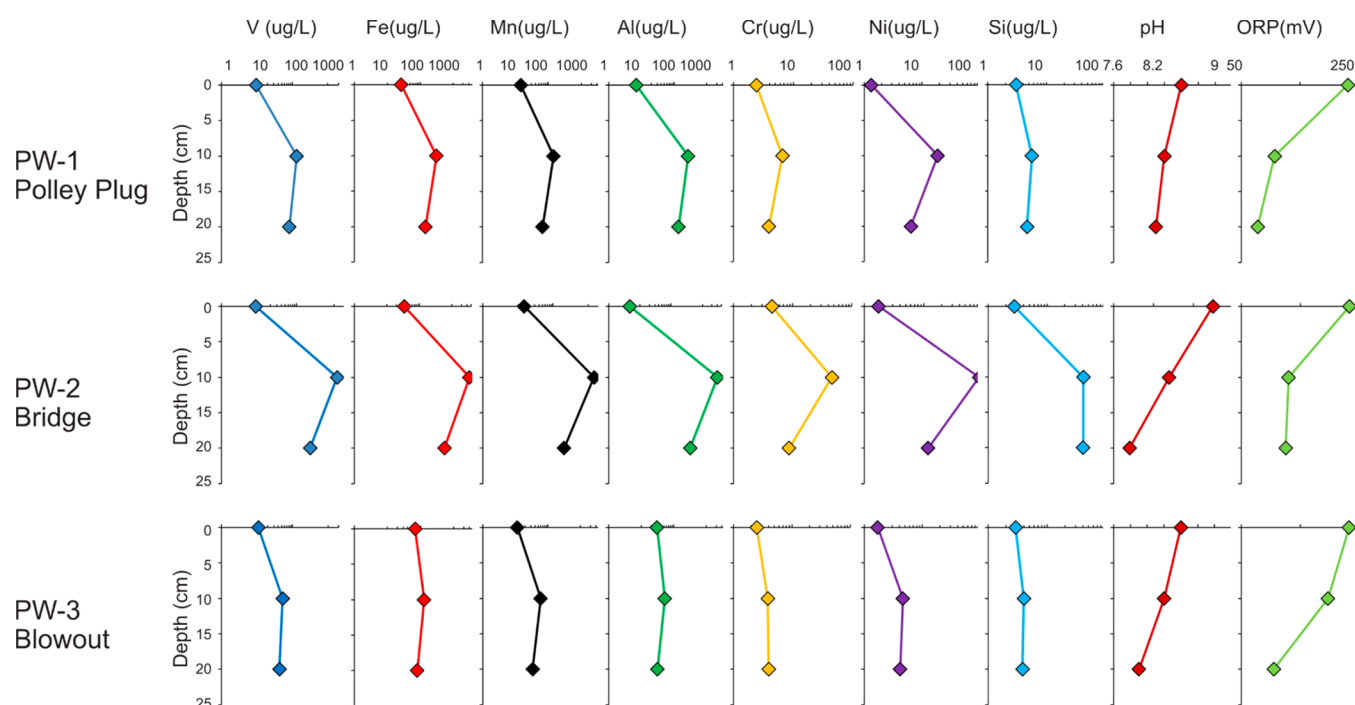 V (ug/L) Fe(ug/L) Mn(ug/L) Al(ug/L) Cr(ug/L) Ni(ug/L) Si(ug/L) pH ORP(mV)
1 10 100 1000 1 10 100 1000 1 10 100 1000 1 10 100 1000 1 10 100 1 10 100 1 10 100 7.6 8.2 9 50 250
PW-1
Polley Plug
Depth (cm)
0
5
10
15
20
25
PW-2
Bridge
Depth (cm)
0
5
10
15
20
25
PW-3
Blowout
Depth (cm)
0
5
10
15
20
25